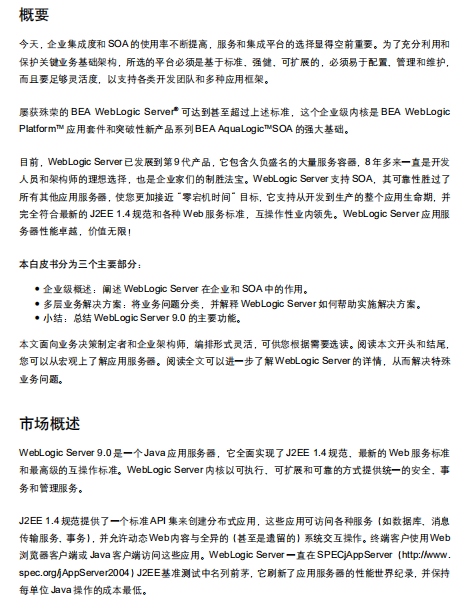 概要
今天，企业集成度和 SOA 的使用率不断提高，服务和集成平台的选择显得空前重要。为了充分利用和
保护关键业务基础架构，所选的平台必须是基于标准、强健、可扩展的，必须易于配置、管理和维护，
而且要足够灵活度，以支持各类开发团队和多种应用框架。
屡获殊荣的 BEA WebLogic Server® 可达到甚至超过上述标准，这个企业级内核是 BEA WebLogic
Platform™ 应用套件和突破性新产品系列 BEA AquaLogic™SOA 的强大基础。
目前，WebLogic Server 已发展到第 9 代产品，它包含久负盛名的大量服务容器，8 年多来一直是开发
人员和架构师的理想选择，也是企业家们的制胜法宝。WebLogic Server 支持 SOA，其可靠性胜过了
所有其他应用服务器，使您更加接近“零宕机时间”目标，它支持从开发到生产的整个应用生命期，并
完全符合最新的 J2EE 1.4 规范和各种 Web 服务标准，互操作性业内领先。WebLogic Server 应用服
务器性能卓越，价值无限！
本白皮书分为三个主要部分：
● 企业级概述：阐述 WebLogic Server 在企业和 SOA 中的作用。
● 多层业务解决方案：将业务问题分类，并解释 WebLogic Server 如何帮助实施解决方案。
● 小结：总结 WebLogic Server 9.0 的主要功能。
本文面向业务决策制定者和企业架构师，编排形式灵活，可供您根据需要选读。阅读本文开头和结尾，
您可以从宏观上了解应用服务器。阅读全文可以进一步了解 WebLogic Server 的详情，从而解决特殊
业务问题。
市场概述
WebLogic Server 9.0 是一个 Java 应用服务器，它全面实现了 J2EE 1.4 规范、最新的 Web 服务标准
和最高级的互操作标准。WebLogic Server 内核以可执行、可扩展和可靠的方式提供统一的安全、事
务和管理服务。
J2EE 1.4 规范提供了一个标准 API 集来创建分布式应用，这些应用可访问各种服务（如数据库、消息
传输服务、事务），并允许动态 Web 内容与全异的（甚至是遗留的）系统交互操作。终端客户使用 Web
浏览器客户端或 Java 客户端访问这些应用。WebLogic Server 一直在 SPECjAppServer（http://www.
spec.org/jAppServer2004）J2EE 基准测试中名列前茅，它刷新了应用服务器的性能世界纪录，并保持
每单位 Java 操作的成本最低。